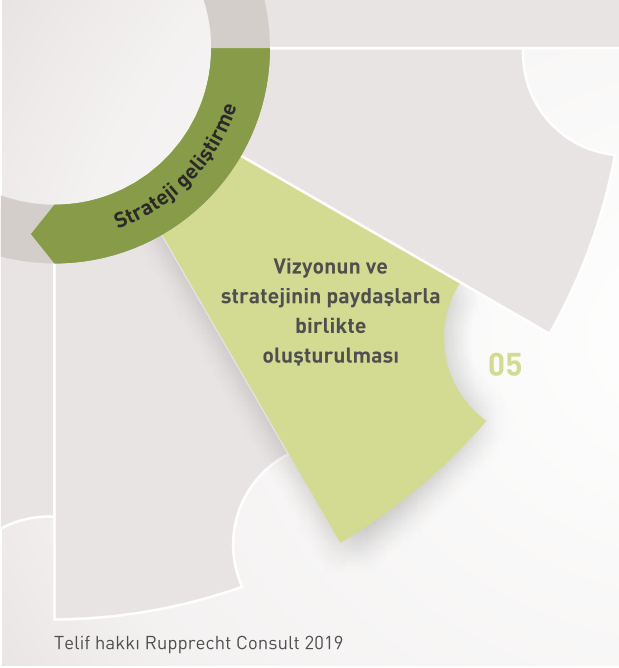 Strateji geliştirme
Vizyonun ve
stratejinin paydaşlarla
birlikte
oluşturulması
05
Telif hakkı Rupprecht Consult 2019